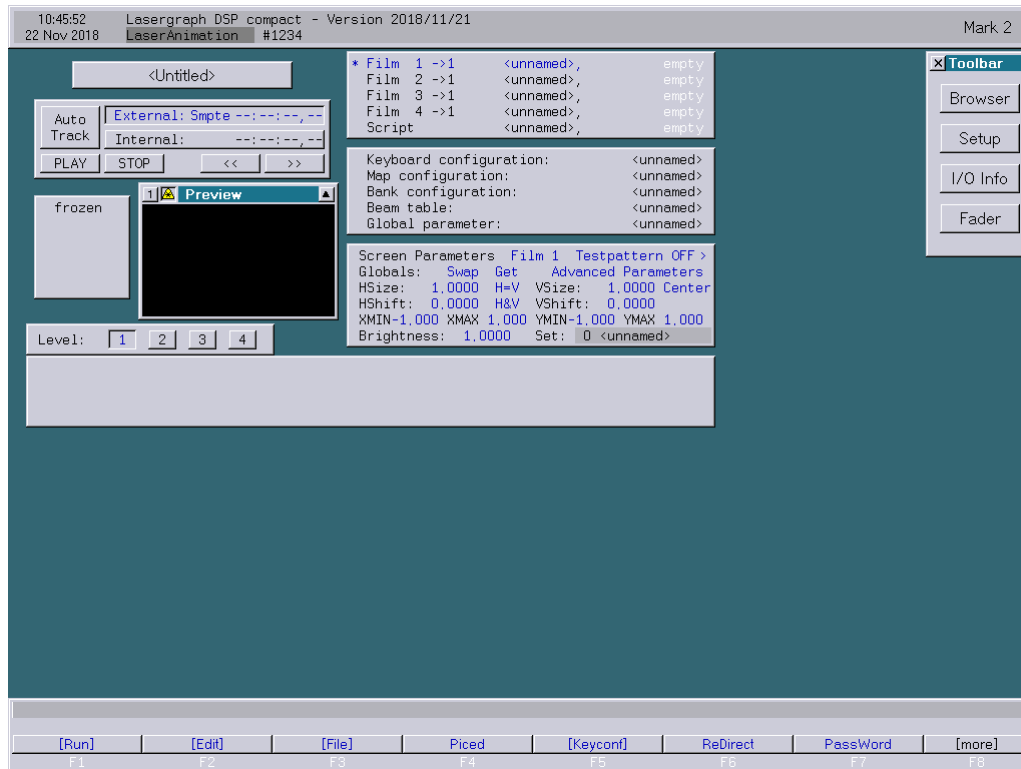 10:45:52 Lasergraph DSP compact - Version 2018/11/21
22 Nov 2018 LaserAnimation #1234
Mark 2
<Untitled>
Auto Track
External: Smpte --:--:--,--
Internal: --:--:--,--
PLAY STOP << >>
frozen
1 Preview
Level: 1 2 3 4
* Film 1 ->1 <unnamed>, empty
Film 2 ->1 <unnamed>, empty
Film 3 ->1 <unnamed>, empty
Film 4 ->1 <unnamed>, empty
Script <unnamed>, empty
Keyboard configuration: <unnamed>
Map configuration: <unnamed>
Bank configuration: <unnamed>
Beam table: <unnamed>
Global parameter: <unnamed>
Screen Parameters Film 1 Testpattern OFF >
Globals: Swap Get Advanced Parameters
HSize: 1,0000 H=V VSize: 1,0000 Center
HShift: 0,0000 H&V VShift: 0,0000
XMIN-1,000 XMAX 1,000 YMIN-1,000 YMAX 1,000
Brightness: 1,0000 Set: 0 <unnamed>
Toolbar
Browser
Setup
I/O Info
Fader
[Run] [Edit] [File] Piced [Keyconf] ReDirect PassWord [more]
F1 F2 F3 F4 F5 F6 F7 F8